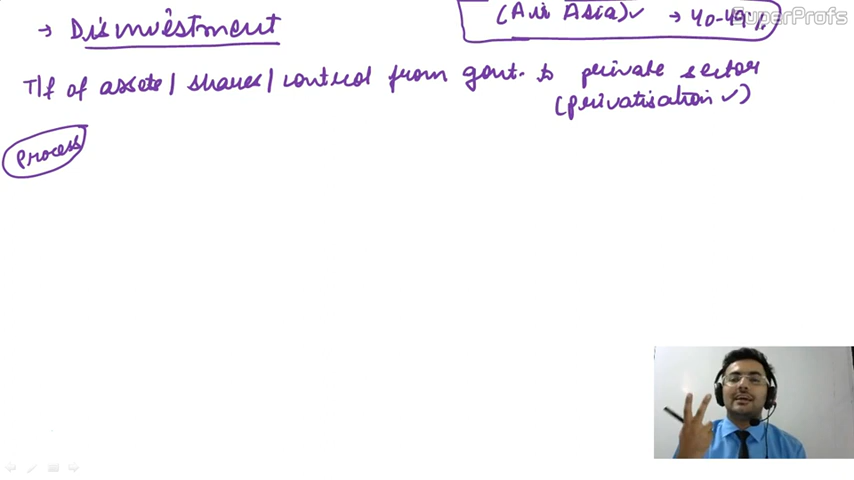 (Air Asia)✓ → 40-49%
SuperProfs
→ Disinvestment
T/f of assets / shares / control from govt. to private sector
(privatisation ✓)
Process